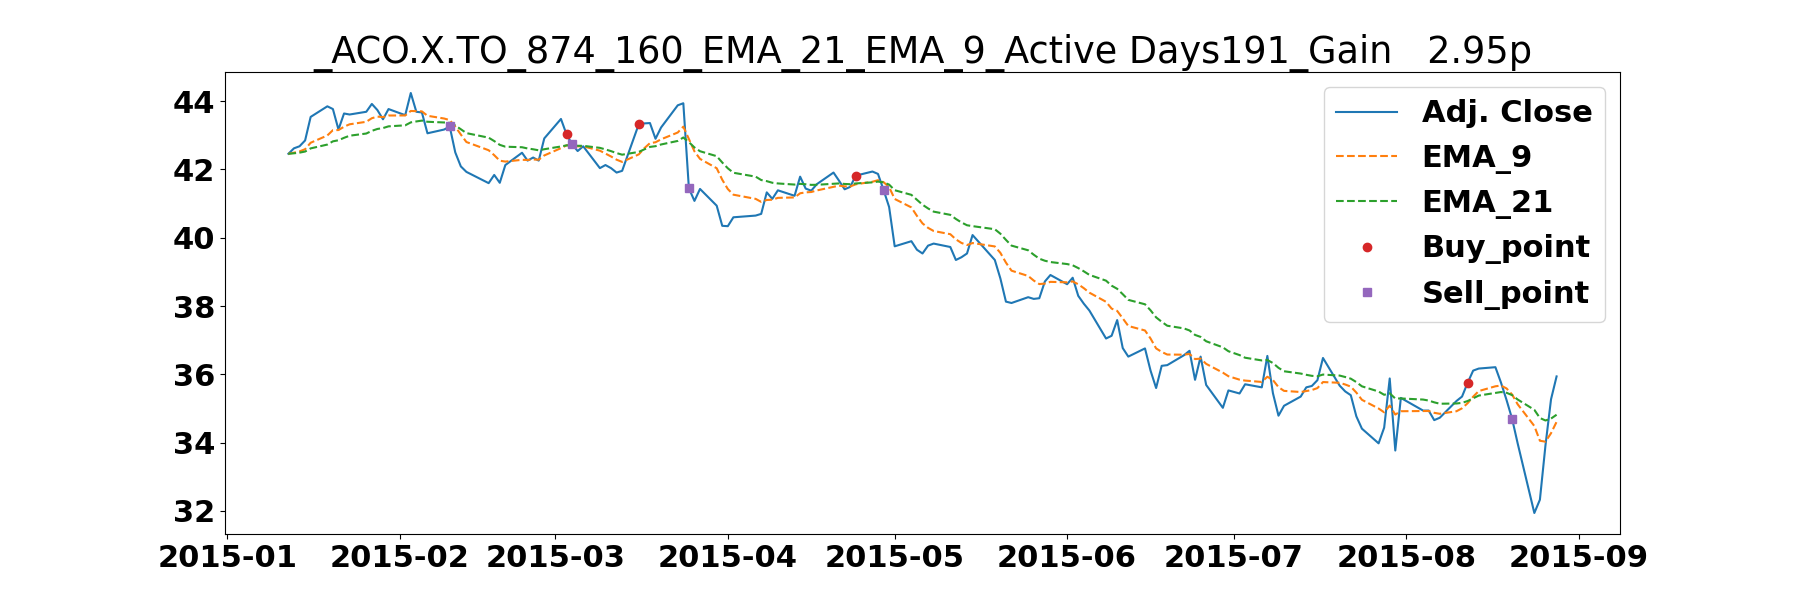 _ACO.X.TO_874_160_EMA_21_EMA_9_Active Days191_Gain   2.95p
44
42
40
38
36
34
32
Adj. Close
EMA_9
EMA_21
Buy_point
Sell_point
2015-01 2015-02 2015-03 2015-04 2015-05 2015-06 2015-07 2015-08 2015-09